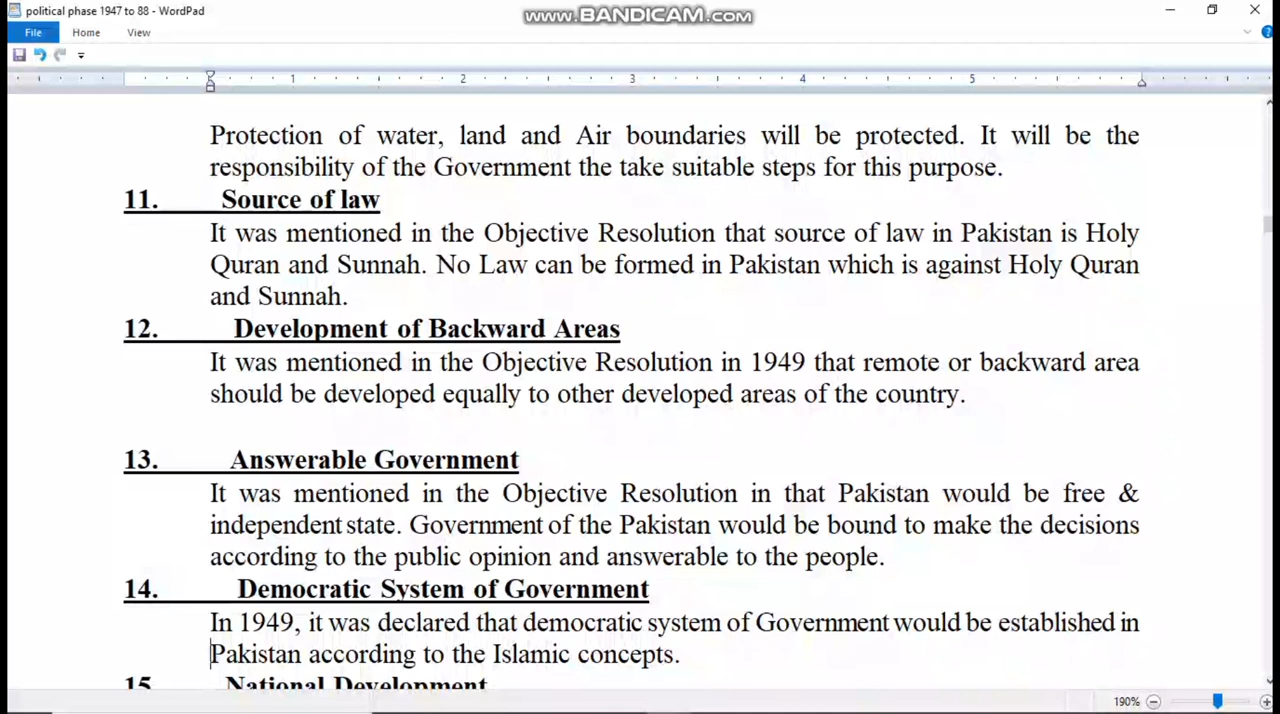 political phase 1947 to 88 - WordPad
www.BANDICAM.com
File Home View
1 2 3 4 5
Protection of water, land and Air boundaries will be protected. It will be the
responsibility of the Government the take suitable steps for this purpose.
11. Source of law
It was mentioned in the Objective Resolution that source of law in Pakistan is Holy
Quran and Sunnah. No Law can be formed in Pakistan which is against Holy Quran
and Sunnah.
12. Development of Backward Areas
It was mentioned in the Objective Resolution in 1949 that remote or backward area
should be developed equally to other developed areas of the country.
13. Answerable Government
It was mentioned in the Objective Resolution in that Pakistan would be free &
independent state. Government of the Pakistan would be bound to make the decisions
according to the public opinion and answerable to the people.
14. Democratic System of Government
In 1949, it was declared that democratic system of Government would be established in
Pakistan according to the Islamic concepts.
15 National Development
190%